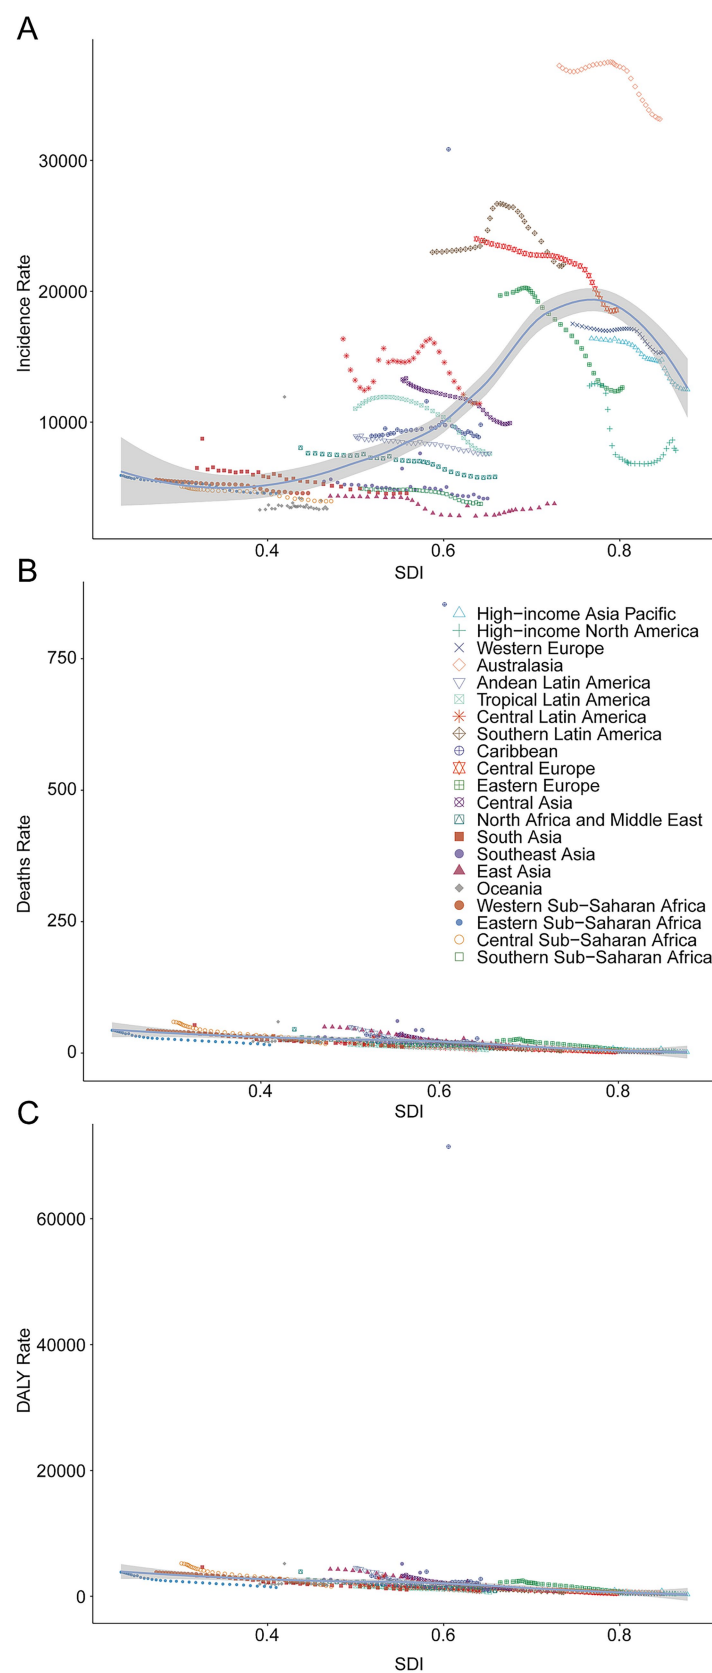 A
30000
20000
10000
Incidence Rate
0.4 0.6 0.8
SDI
B
750
500
250
0
Deaths Rate
High−income Asia Pacific
High−income North America
Western Europe
Australasia
Andean Latin America
Tropical Latin America
Central Latin America
Southern Latin America
Caribbean
Central Europe
Eastern Europe
Central Asia
North Africa and Middle East
South Asia
Southeast Asia
East Asia
Oceania
Western Sub−Saharan Africa
Eastern Sub−Saharan Africa
Central Sub−Saharan Africa
Southern Sub−Saharan Africa
0.4 0.6 0.8
SDI
C
60000
40000
20000
0
DALY Rate
0.4 0.6 0.8
SDI